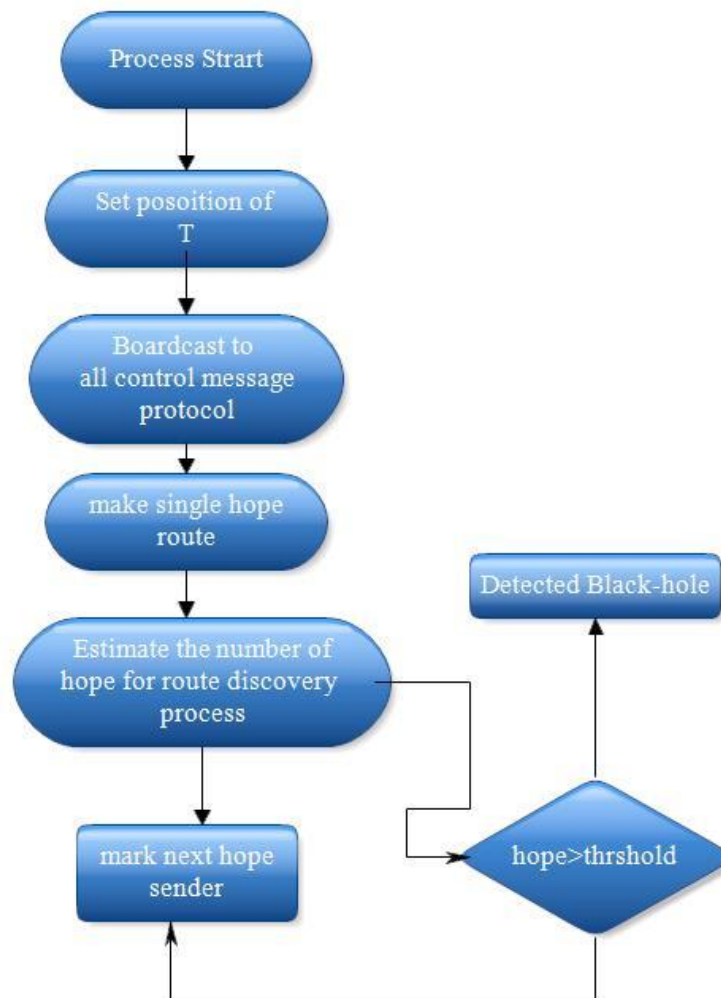 Process Strart
Set posoition of
T
Boardcast to
all control message
protocol
make single hope
route
Estimate the number of
hope for route discovery
process
mark next hope
sender
Detected Black-hole
hope>thrshold